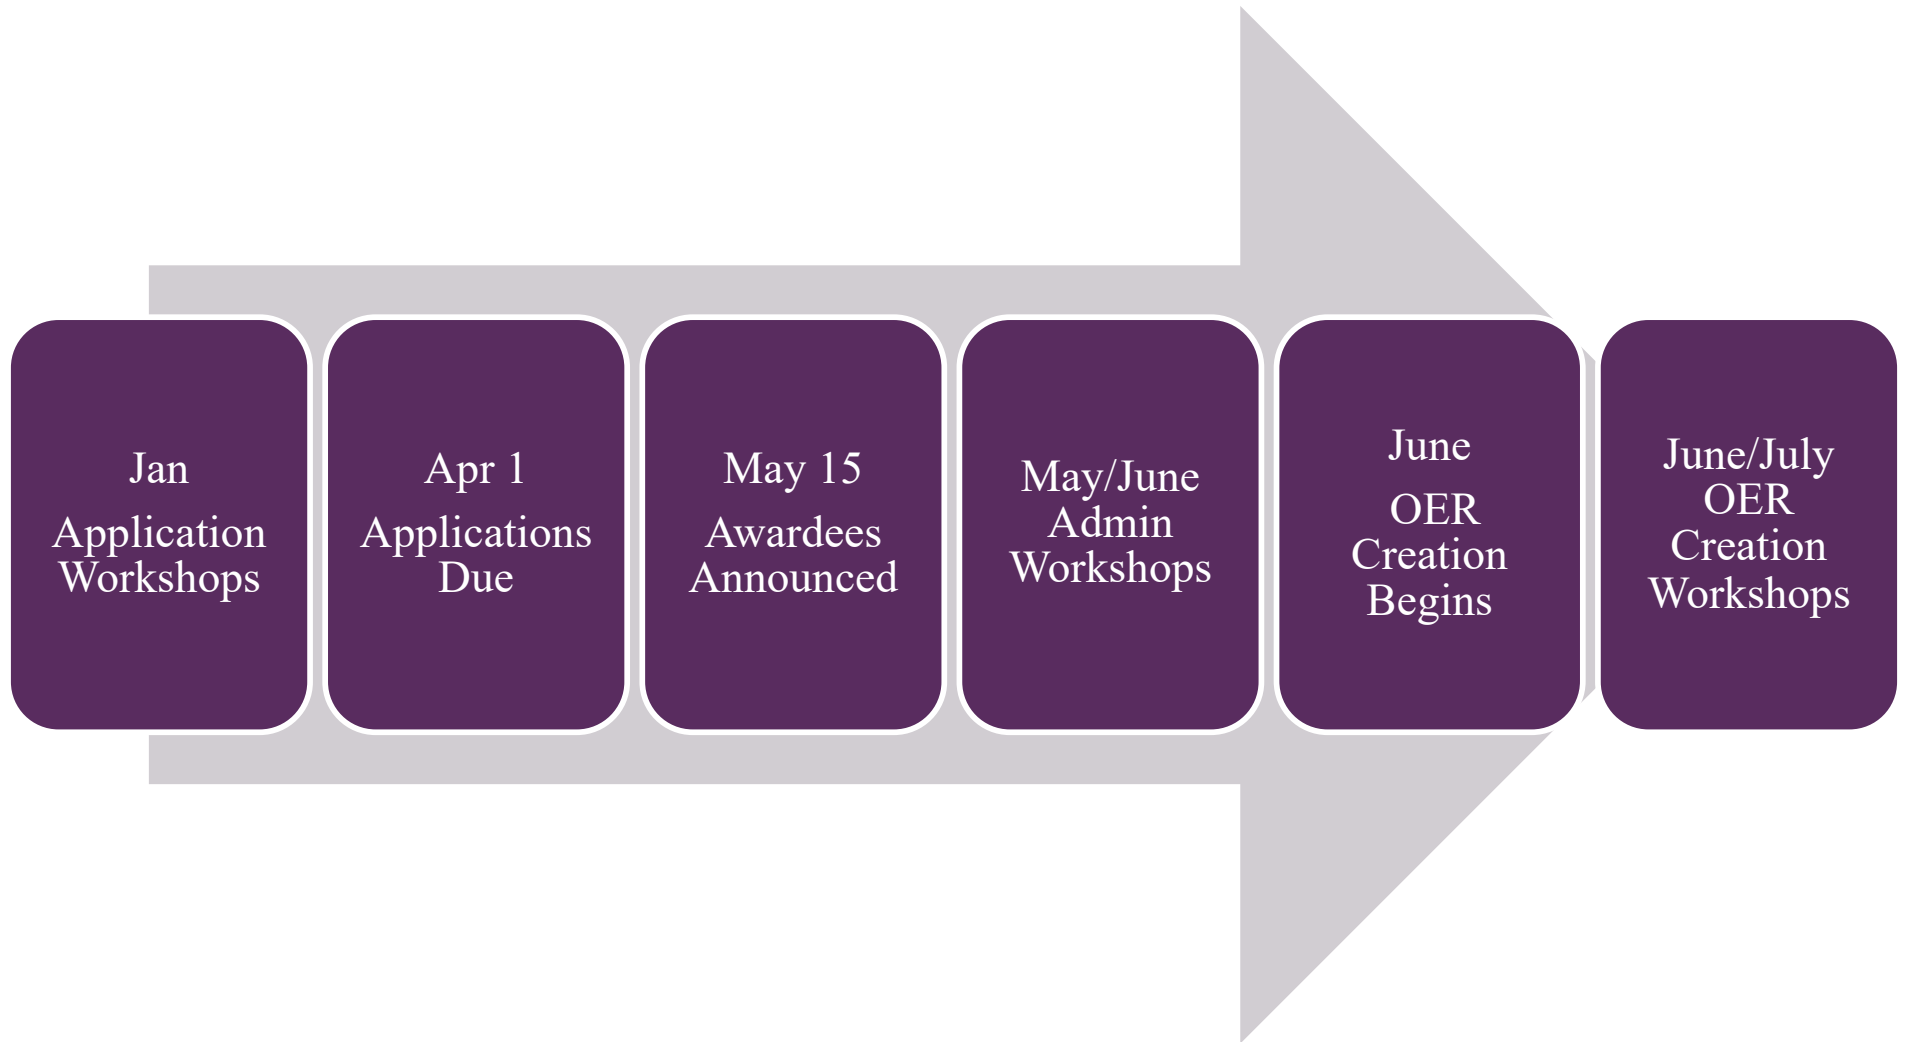 Jan
Application
Workshops
Apr 1
Applications
Due
May 15
Awardees
Announced
May/June
Admin
Workshops
June
OER
Creation
Begins
June/July
OER
Creation
Workshops